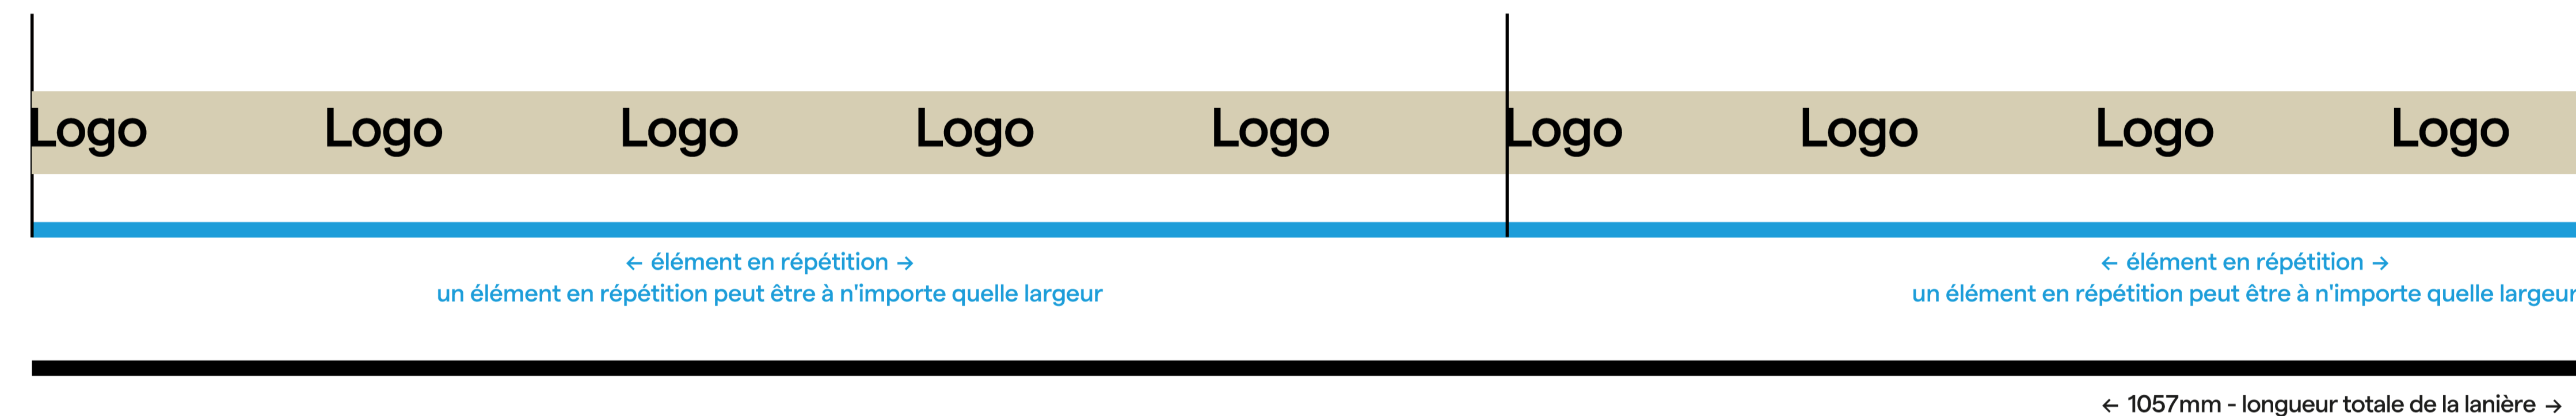 Logo Logo Logo Logo Logo Logo Logo Logo Logo
← élément en répétition → ← élément en répétition →
un élément en répétition peut être à n'importe quelle largeur un élément en répétition peut être à n'importe quelle largeur
← 1057mm - longueur totale de la lanière →